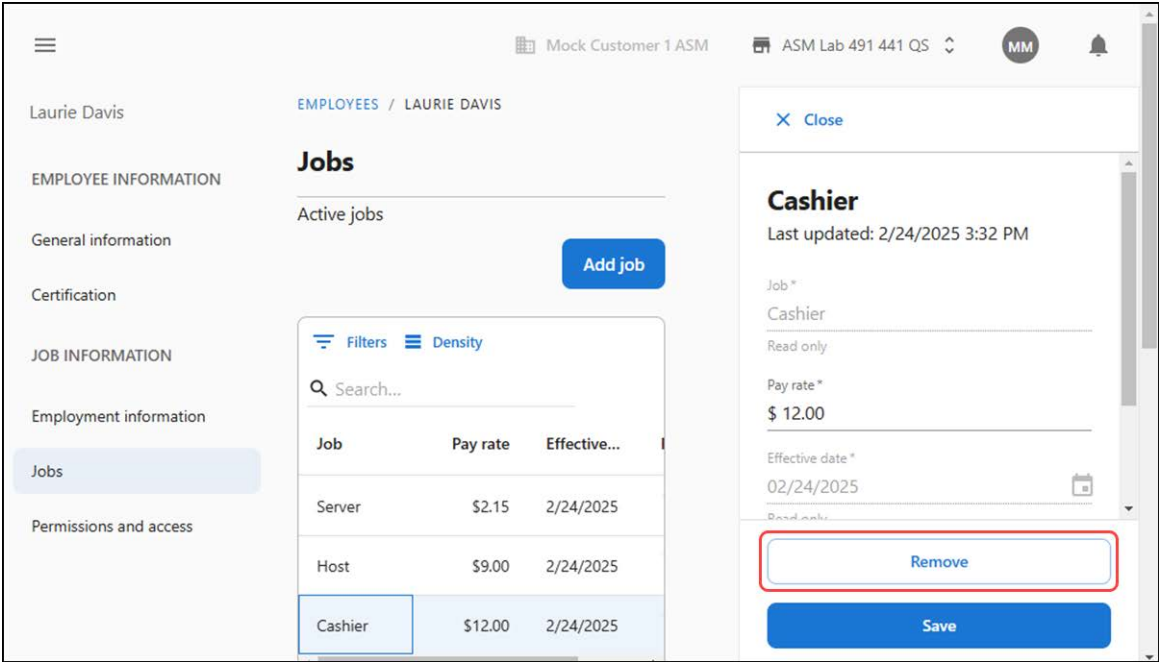 Mock Customer 1 ASM
ASM Lab 491 441 QS
MM
Laurie Davis
EMPLOYEE INFORMATION
General information
Certification
JOB INFORMATION
Employment information
Jobs
Permissions and access
EMPLOYEES / LAURIE DAVIS
Jobs
Active jobs
Add job
Filters Density
Search...
Job Pay rate Effective...
Server $2.15 2/24/2025
Host $9.00 2/24/2025
Cashier $12.00 2/24/2025
Close
Cashier
Last updated: 2/24/2025 3:32 PM
Job *
Cashier
Read only
Pay rate *
$ 12.00
Effective date *
02/24/2025
Read only
Remove
Save